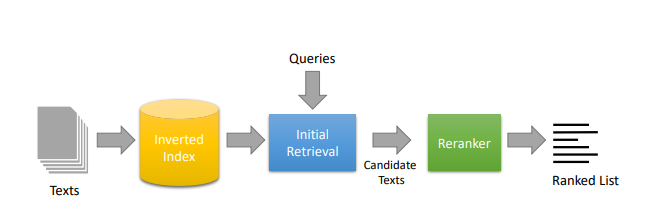 Queries
Texts
Inverted
Index
Initial
Retrieval
Candidate
Texts
Reranker
Ranked List